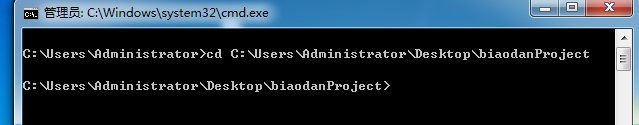 管理员: C:\Windows\system32\cmd.exe
C:\Users\Administrator>cd C:\Users\Administrator\Desktop\biaodanProject
C:\Users\Administrator\Desktop\biaodanProject>